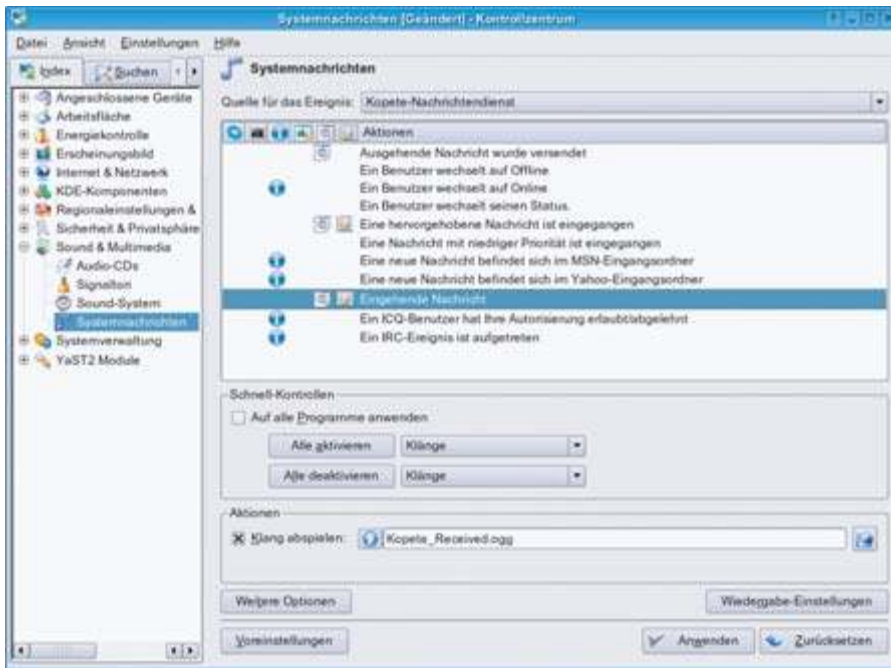 Systemnachrichten [Geändert] - Kontrollzentrum
Datei Ansicht Einstellungen Hilfe
Index Suchen
Angeschlossene Geräte
Arbeitsfläche
Energiekontrolle
Erscheinungsbild
Internet & Netzwerk
KDE-Komponenten
Regionaleinstellungen &
Sicherheit & Privatsphäre
Sound & Multimedia
Audio-CDs
Signalton
Sound-System
Systemnachrichten
Systemverwaltung
YaST2 Module
Systemnachrichten
Quelle für das Ereignis: Kopete-Nachrichtendienst
Aktionen
Ausgehende Nachricht wurde versendet
Ein Benutzer wechselt auf Offline
Ein Benutzer wechselt auf Online
Ein Benutzer wechselt seinen Status.
Eine hervorgehobene Nachricht ist eingegangen
Eine Nachricht mit niedriger Priorität ist eingegangen
Eine neue Nachricht befindet sich im MSN-Eingangsordner
Eine neue Nachricht befindet sich im Yahoo-Eingangsordner
Eingehende Nachricht
Ein ICQ-Benutzer hat Ihre Autorisierung erlaubt/abgelehnt
Ein IRC-Ereignis ist aufgetreten
Schnell-Kontrollen
Auf alle Programme anwenden
Alle aktivieren Klänge
Alle deaktivieren Klänge
Aktionen
Klang abspielen: Kopete_Received.ogg
Weitere Optionen Wiedergabe-Einstellungen
Voreinstellungen Anwenden Zurücksetzen